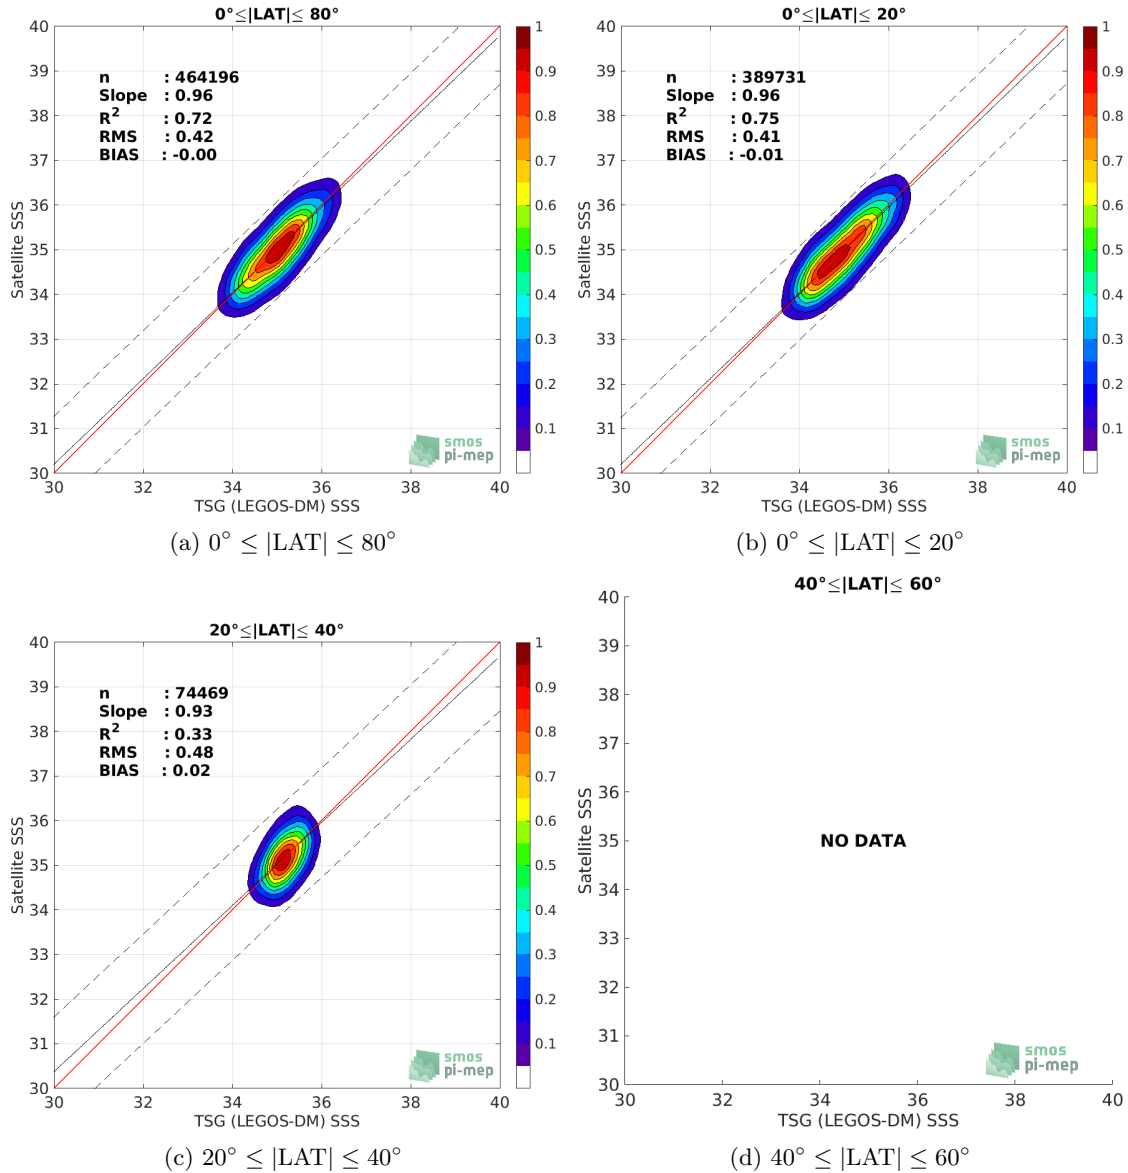 0°≤|LAT|≤ 80°
40
39
38
37
36
35
34
33
32
31
30
Satellite SSS
n : 464196
Slope : 0.96
R2 : 0.72
RMS : 0.42
BIAS : -0.00
smos
pi-mep
30 32 34 36 38 40
TSG (LEGOS-DM) SSS
1
0.9
0.8
0.7
0.6
0.5
0.4
0.3
0.2
0.1
(a) 0° ≤ |LAT| ≤ 80°
0°≤|LAT|≤ 20°
40
39
38
37
36
35
34
33
32
31
30
Satellite SSS
n : 389731
Slope : 0.96
R2 : 0.75
RMS : 0.41
BIAS : -0.01
smos
pi-mep
30 32 34 36 38 40
TSG (LEGOS-DM) SSS
1
0.9
0.8
0.7
0.6
0.5
0.4
0.3
0.2
0.1
(b) 0° ≤ |LAT| ≤ 20°
20°≤|LAT|≤ 40°
40
39
38
37
36
35
34
33
32
31
30
Satellite SSS
n : 74469
Slope : 0.93
R2 : 0.33
RMS : 0.48
BIAS : 0.02
smos
pi-mep
30 32 34 36 38 40
TSG (LEGOS-DM) SSS
1
0.9
0.8
0.7
0.6
0.5
0.4
0.3
0.2
0.1
(c) 20° ≤ |LAT| ≤ 40°
40°≤|LAT|≤ 60°
40
39
38
37
36
35
34
33
32
31
30
Satellite SSS
NO DATA
smos
pi-mep
30 32 34 36 38 40
TSG (LEGOS-DM) SSS
(d) 40° ≤ |LAT| ≤ 60°